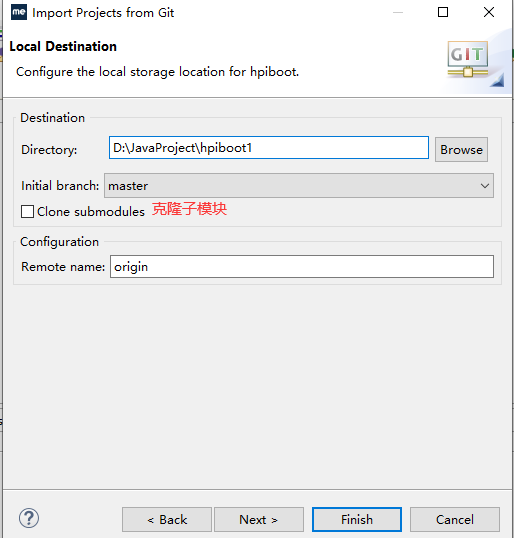 me Import Projects from Git
Local Destination
Configure the local storage location for hpiboot.
GIT
Destination
Directory: D:\JavaProject\hpiboot1 Browse
Initial branch: master
Clone submodules 克隆子模块
Configuration
Remote name: origin
? < Back Next > Finish Cancel